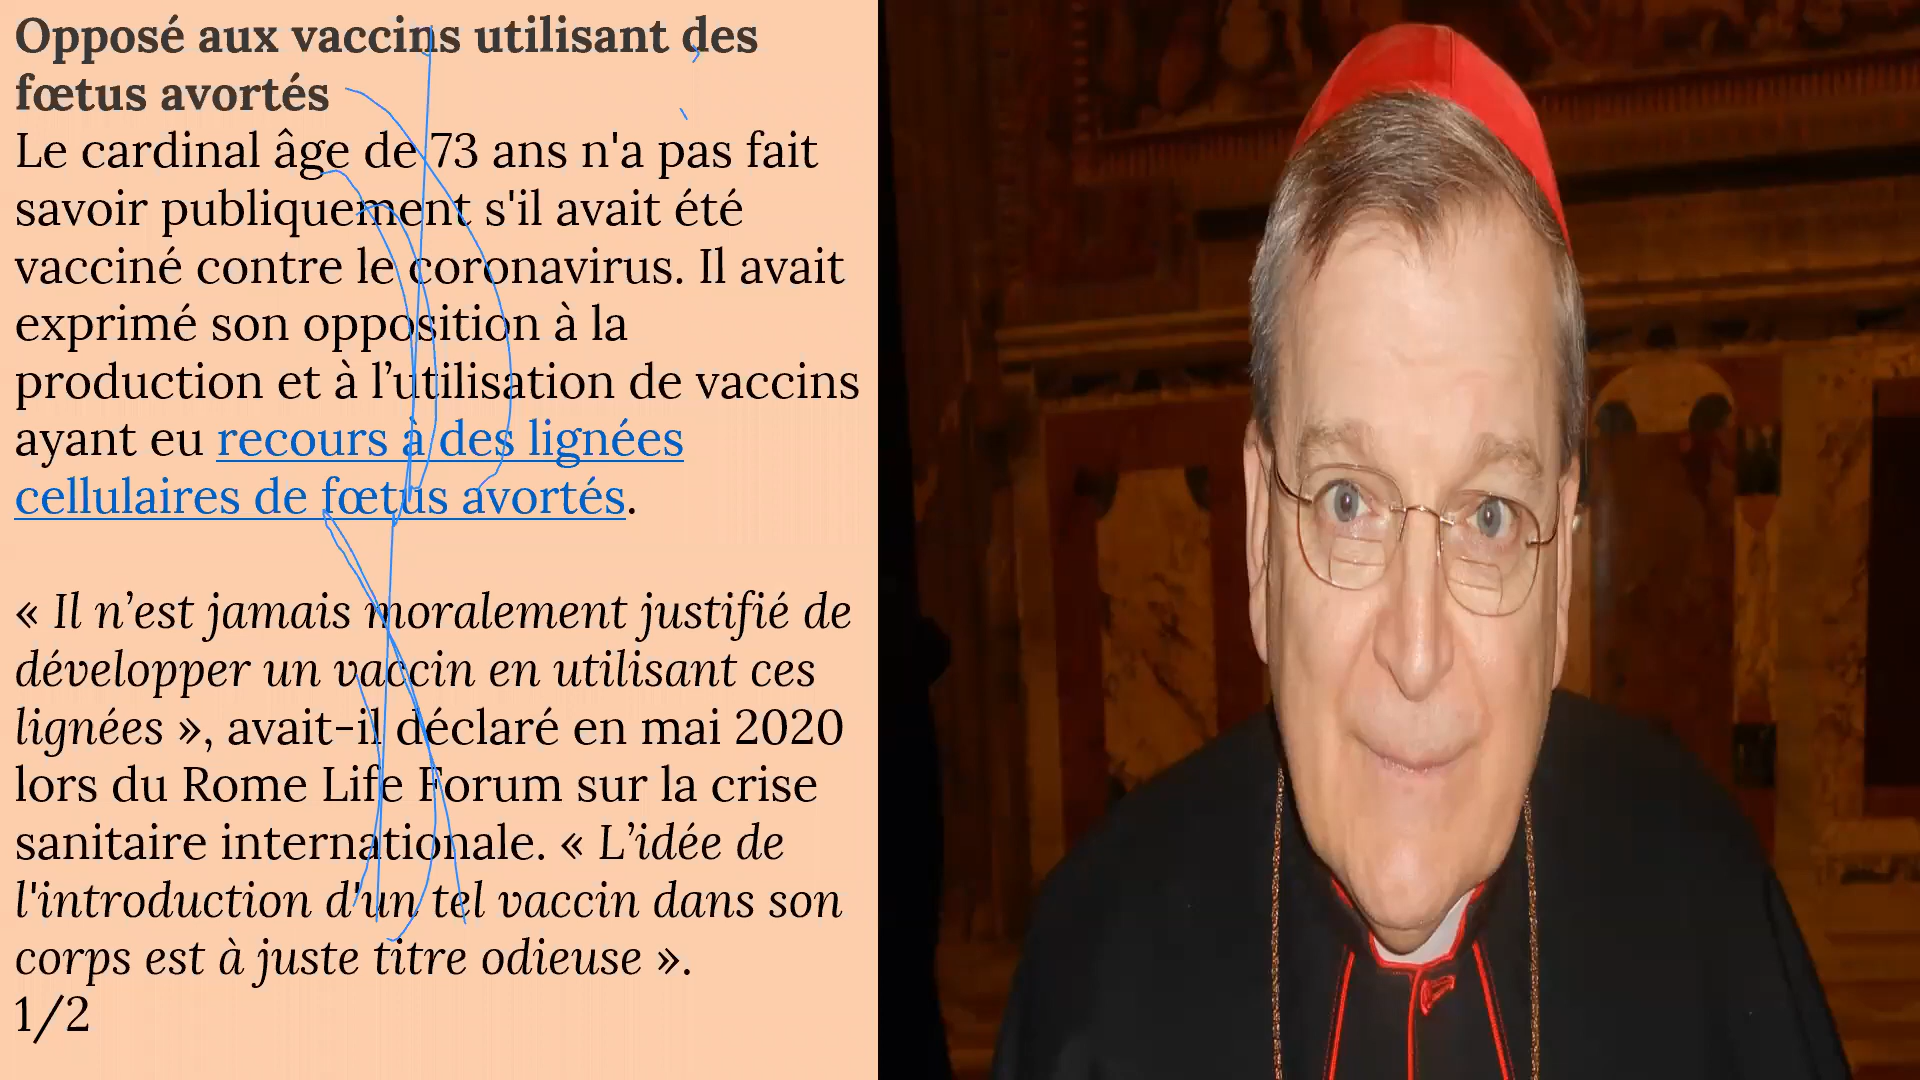 Opposé aux vaccins utilisant des
fœtus avortés
Le cardinal âge de 73 ans n'a pas fait
savoir publiquement s'il avait été
vacciné contre le coronavirus. Il avait
exprimé son opposition à la
production et à l’utilisation de vaccins
ayant eu recours à des lignées
cellulaires de fœtus avortés.
« Il n’est jamais moralement justifié de
développer un vaccin en utilisant ces
lignées », avait-il déclaré en mai 2020
lors du Rome Life Forum sur la crise
sanitaire internationale. « L’idée de
l'introduction d'un tel vaccin dans son
corps est à juste titre odieuse ».
1/2